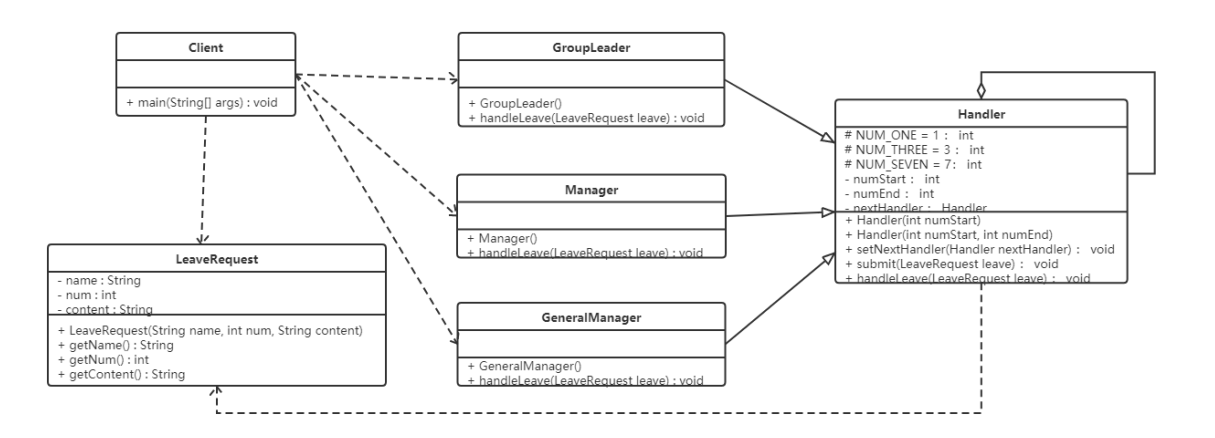 Client
+ main(String[] args) : void
GroupLeader
+ GroupLeader()
+ handleLeave(LeaveRequest leave) : void
Handler
# NUM_ONE = 1 : int
# NUM_THREE = 3 : int
# NUM_SEVEN = 7: int
- numStart : int
- numEnd : int
- nextHandler : Handler
+ Handler(int numStart)
+ Handler(int numStart, int numEnd)
+ setNextHandler(Handler nextHandler) : void
+ submit(LeaveRequest leave) : void
+ handleLeave(LeaveRequest leave) : void
Manager
+ Manager()
+ handleLeave(LeaveRequest leave) : void
LeaveRequest
- name : String
- num : int
- content : String
+ LeaveRequest(String name, int num, String content)
+ getName() : String
+ getNum() : int
+ getContent() : String
GeneralManager
+ GeneralManager()
+ handleLeave(LeaveRequest leave) : void